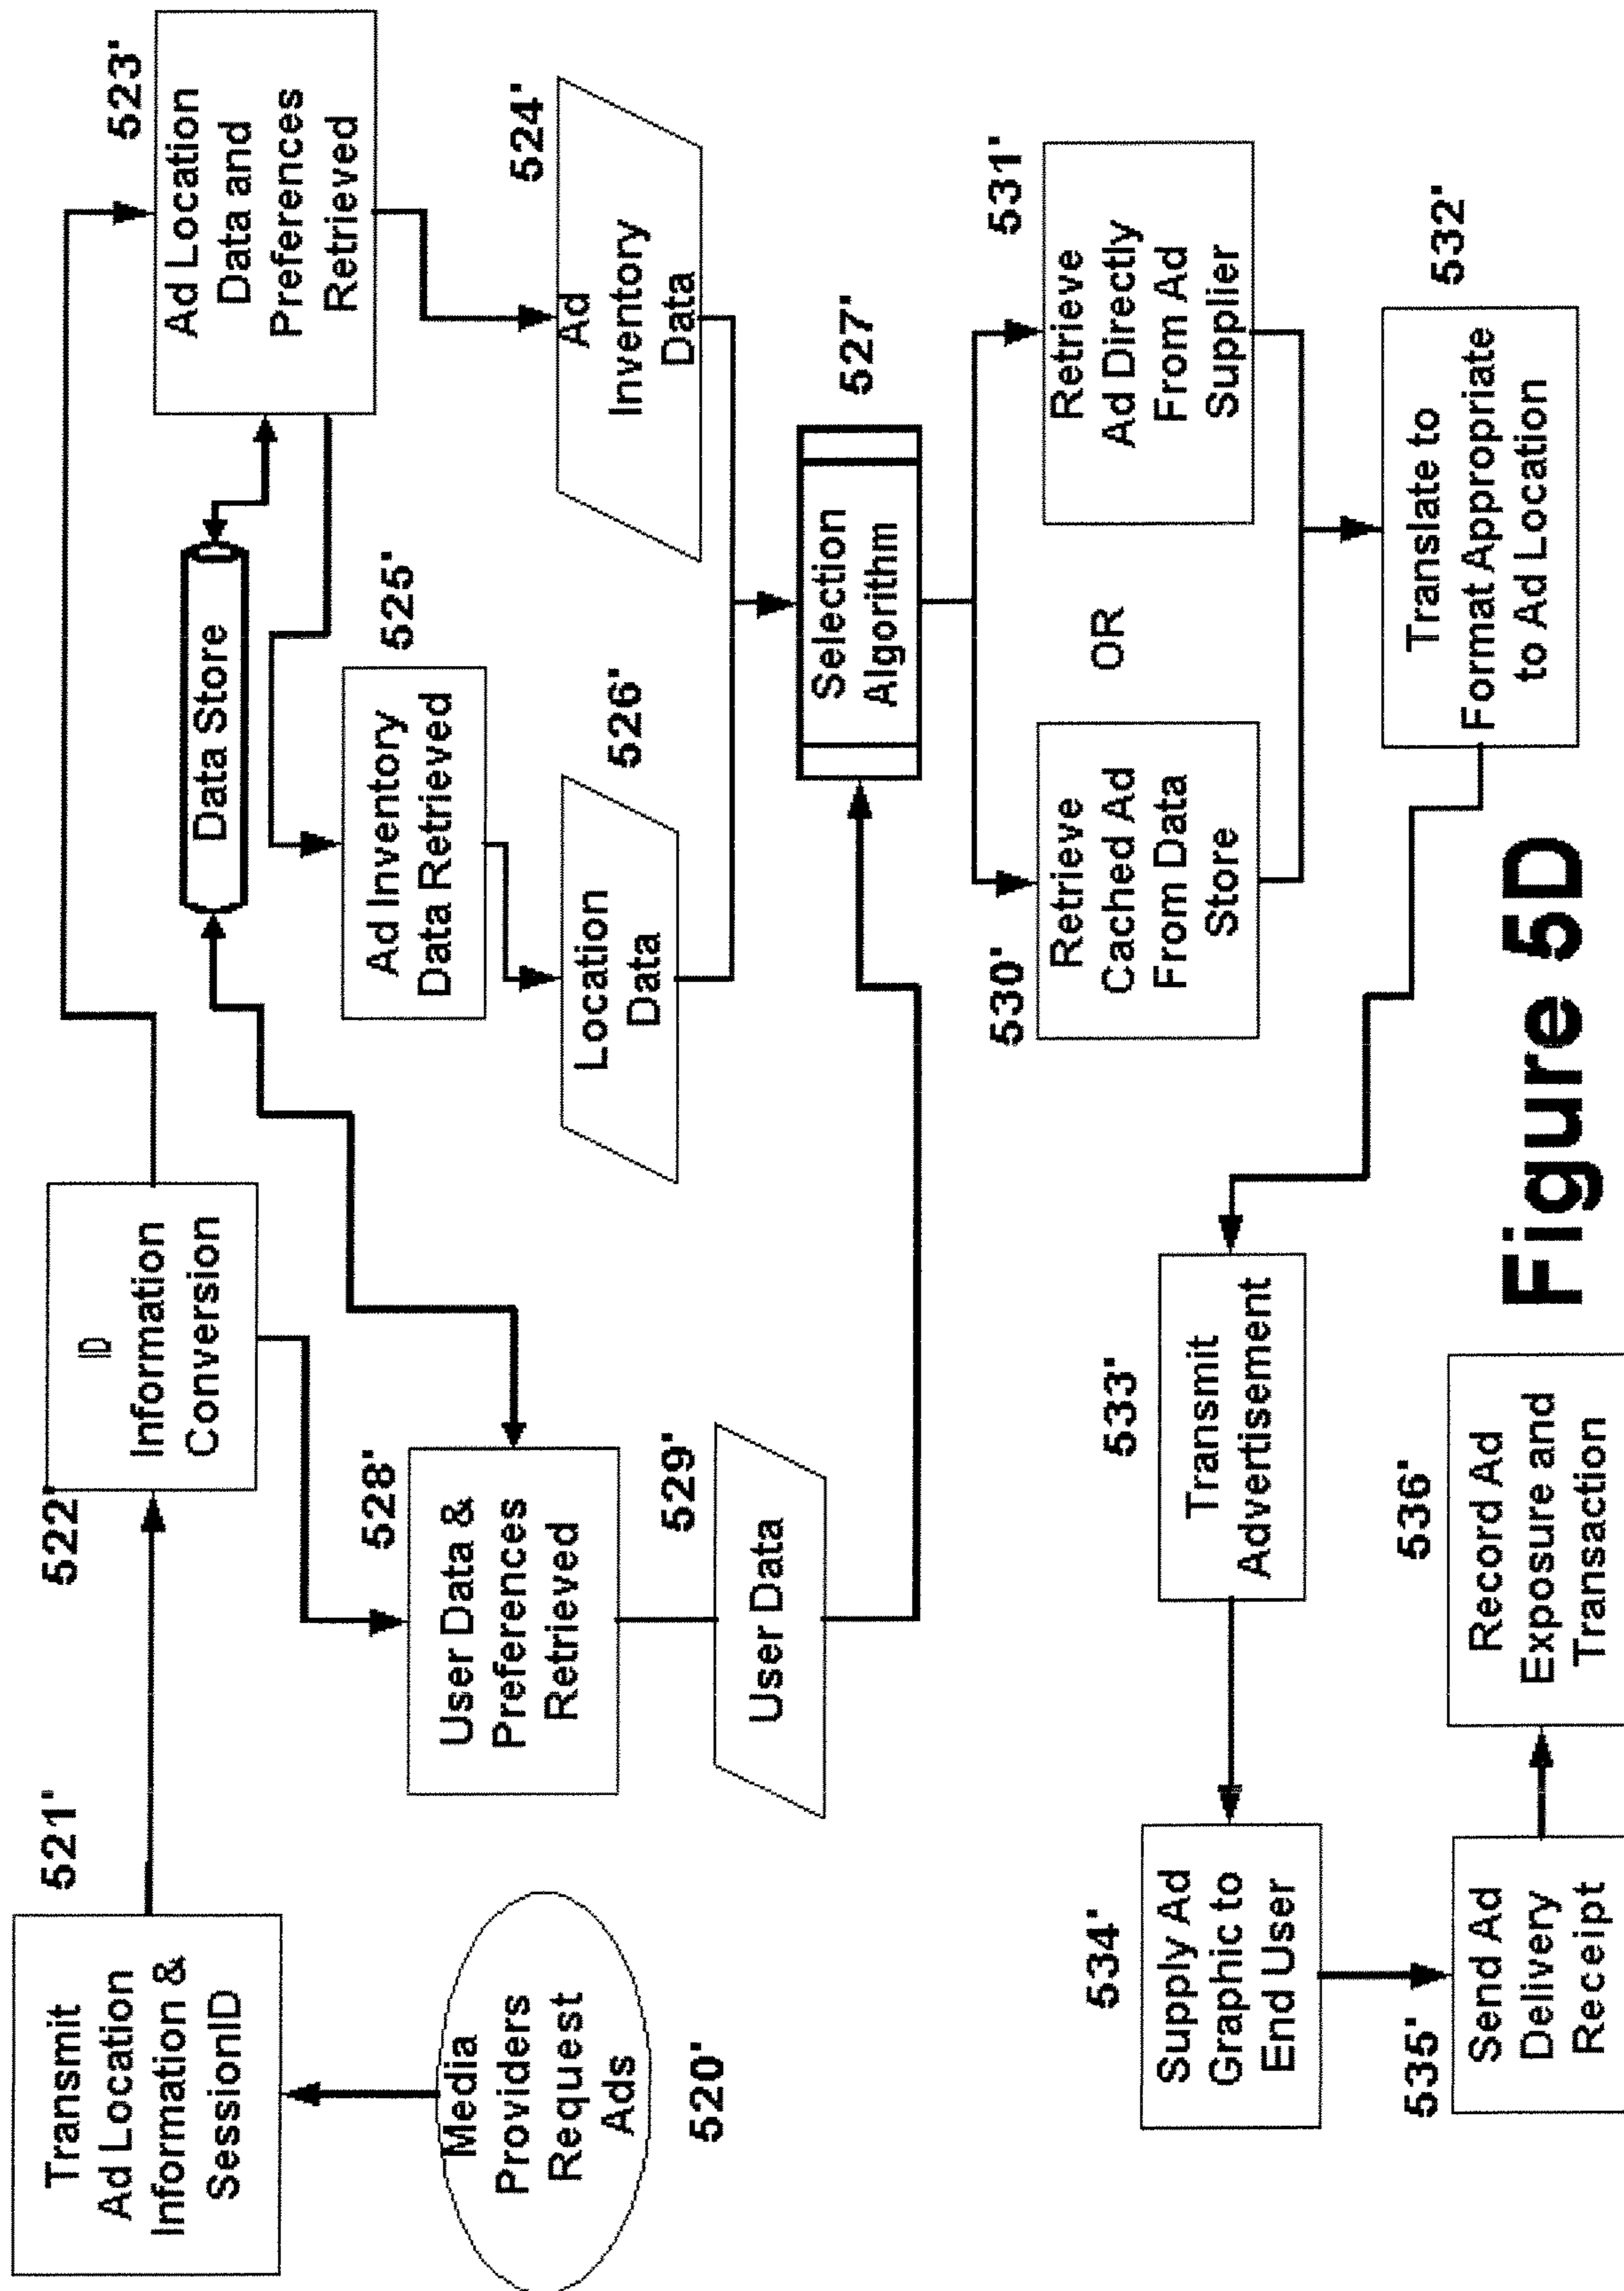 521'
Transmit
Ad Location
Information &
SessionID
Media
Providers
Request
Ads
520'
522'
ID
Information
Conversion
523'
Ad Location
Data and
Preferences
Retrieved
Data Store
524'
Ad
Inventory
Data
525'
Ad Inventory
Data Retrieved
526'
Location
Data
528'
User Data &
Preferences
Retrieved
529'
User Data
527'
Selection
Algorithm
530'
Retrieve
Cached Ad
From Data
Store
OR
531'
Retrieve
Ad Directly
From Ad
Supplier
532'
Translate to
Format Appropriate
to Ad Location
533'
Transmit
Advertisement
534'
Supply Ad
Graphic to
End User
535'
Send Ad
Delivery
Receipt
536'
Record Ad
Exposure and
Transaction
Figure 5D